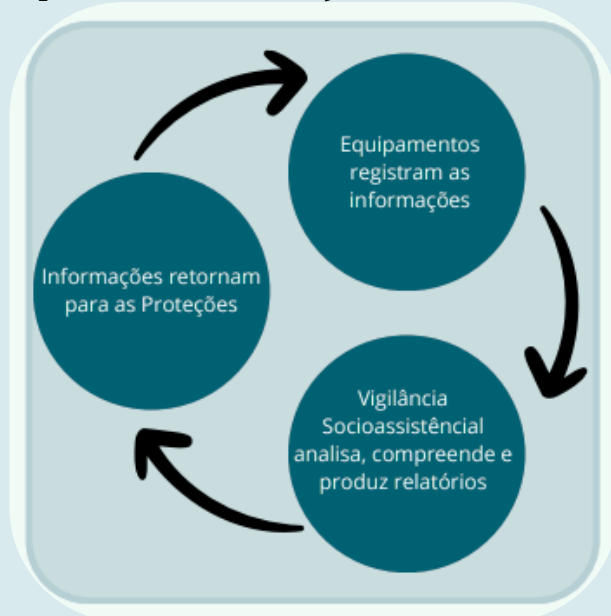 Equipamentos
registram as
informações
Informações retornam
para as Proteções
Vigilância
Socioassistêncial
analisa, compreende e
produz relatórios